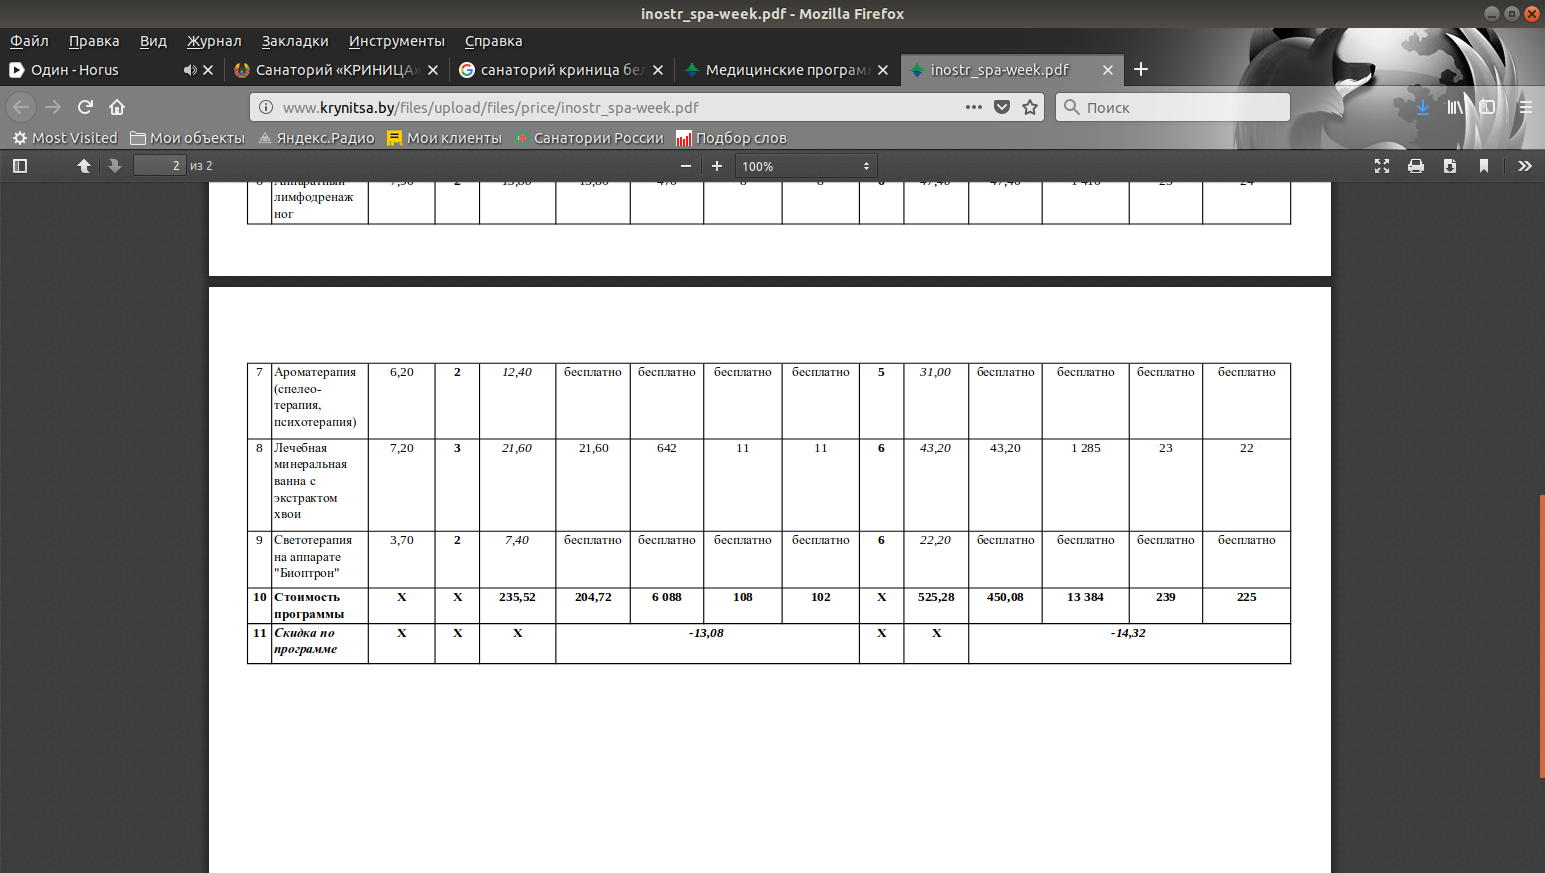 inostr_spa-week.pdf - Mozilla Firefox
Файл Правка Вид Журнал Закладки Инструменты Справка
Один - Horus Санаторий «КРИНИЦА» санаторий криница бел Медицинские програм inostr_spa-week.pdf
www.krynitsa.by/files/upload/files/price/inostr_spa-week.pdf Поиск
Most Visited Мои объекты Яндекс.Радио Мои клиенты Санатории России Подбор слов
2 из 2 100%
лимфодренаж
ног
7 Ароматерапия 6,20 2 12,40 бесплатно бесплатно бесплатно бесплатно 5 31,00 бесплатно бесплатно бесплатно бесплатно
(спелео-
терапия,
психотерапия)
8 Лечебная 7,20 3 21,60 21,60 642 11 11 6 43,20 43,20 1 285 23 22
минеральная
ванна с
экстрактом
хвои
9 Светотерапия 3,70 2 7,40 бесплатно бесплатно бесплатно бесплатно 6 22,20 бесплатно бесплатно бесплатно бесплатно
на аппарате
"Биоптрон"
10 Стоимость X X 235,52 204,72 6 088 108 102 X 525,28 450,08 13 384 239 225
программы
11 Скидка по X X X -13,08 X X -14,32
программе